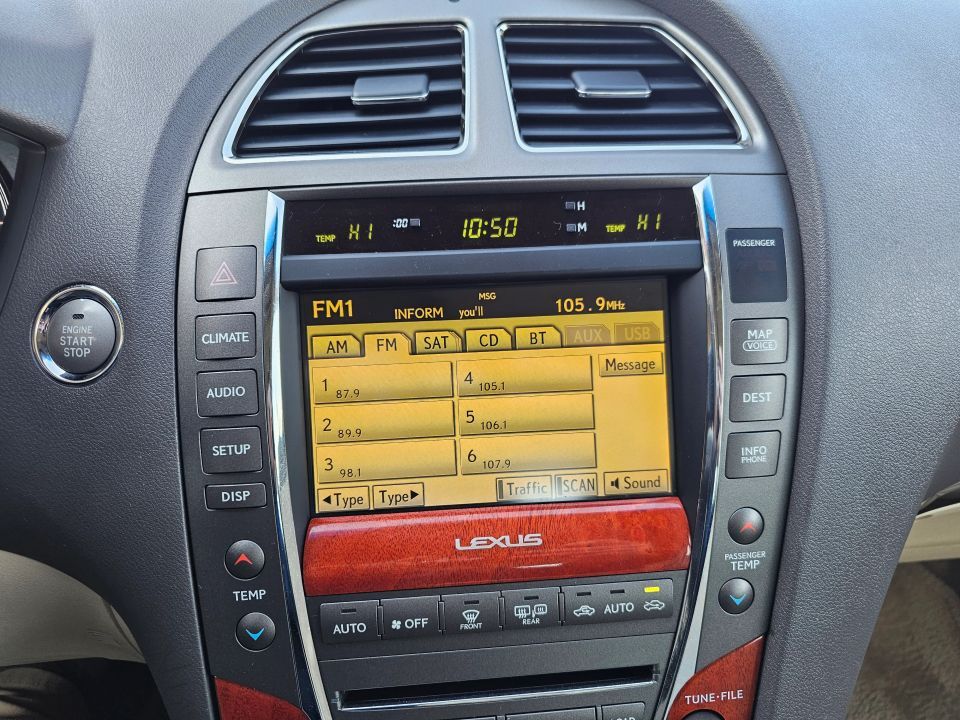 TEMP HI :00 10:50 H M TEMP HI
PASSENGER
FM1 INFORM MSG you'll 105.9MHz
AM FM SAT CD BT AUX USB
1 87.9 4 105.1 Message
2 89.9 5 106.1
3 98.1 6 107.9
◀Type Type▶ Traffic SCAN Sound
ENGINE
START
STOP
CLIMATE
AUDIO
SETUP
DISP
TEMP
MAP
VOICE
DEST
INFO
PHONE
PASSENGER
TEMP
LEXUS
AUTO OFF FRONT REAR AUTO
TUNE·FILE